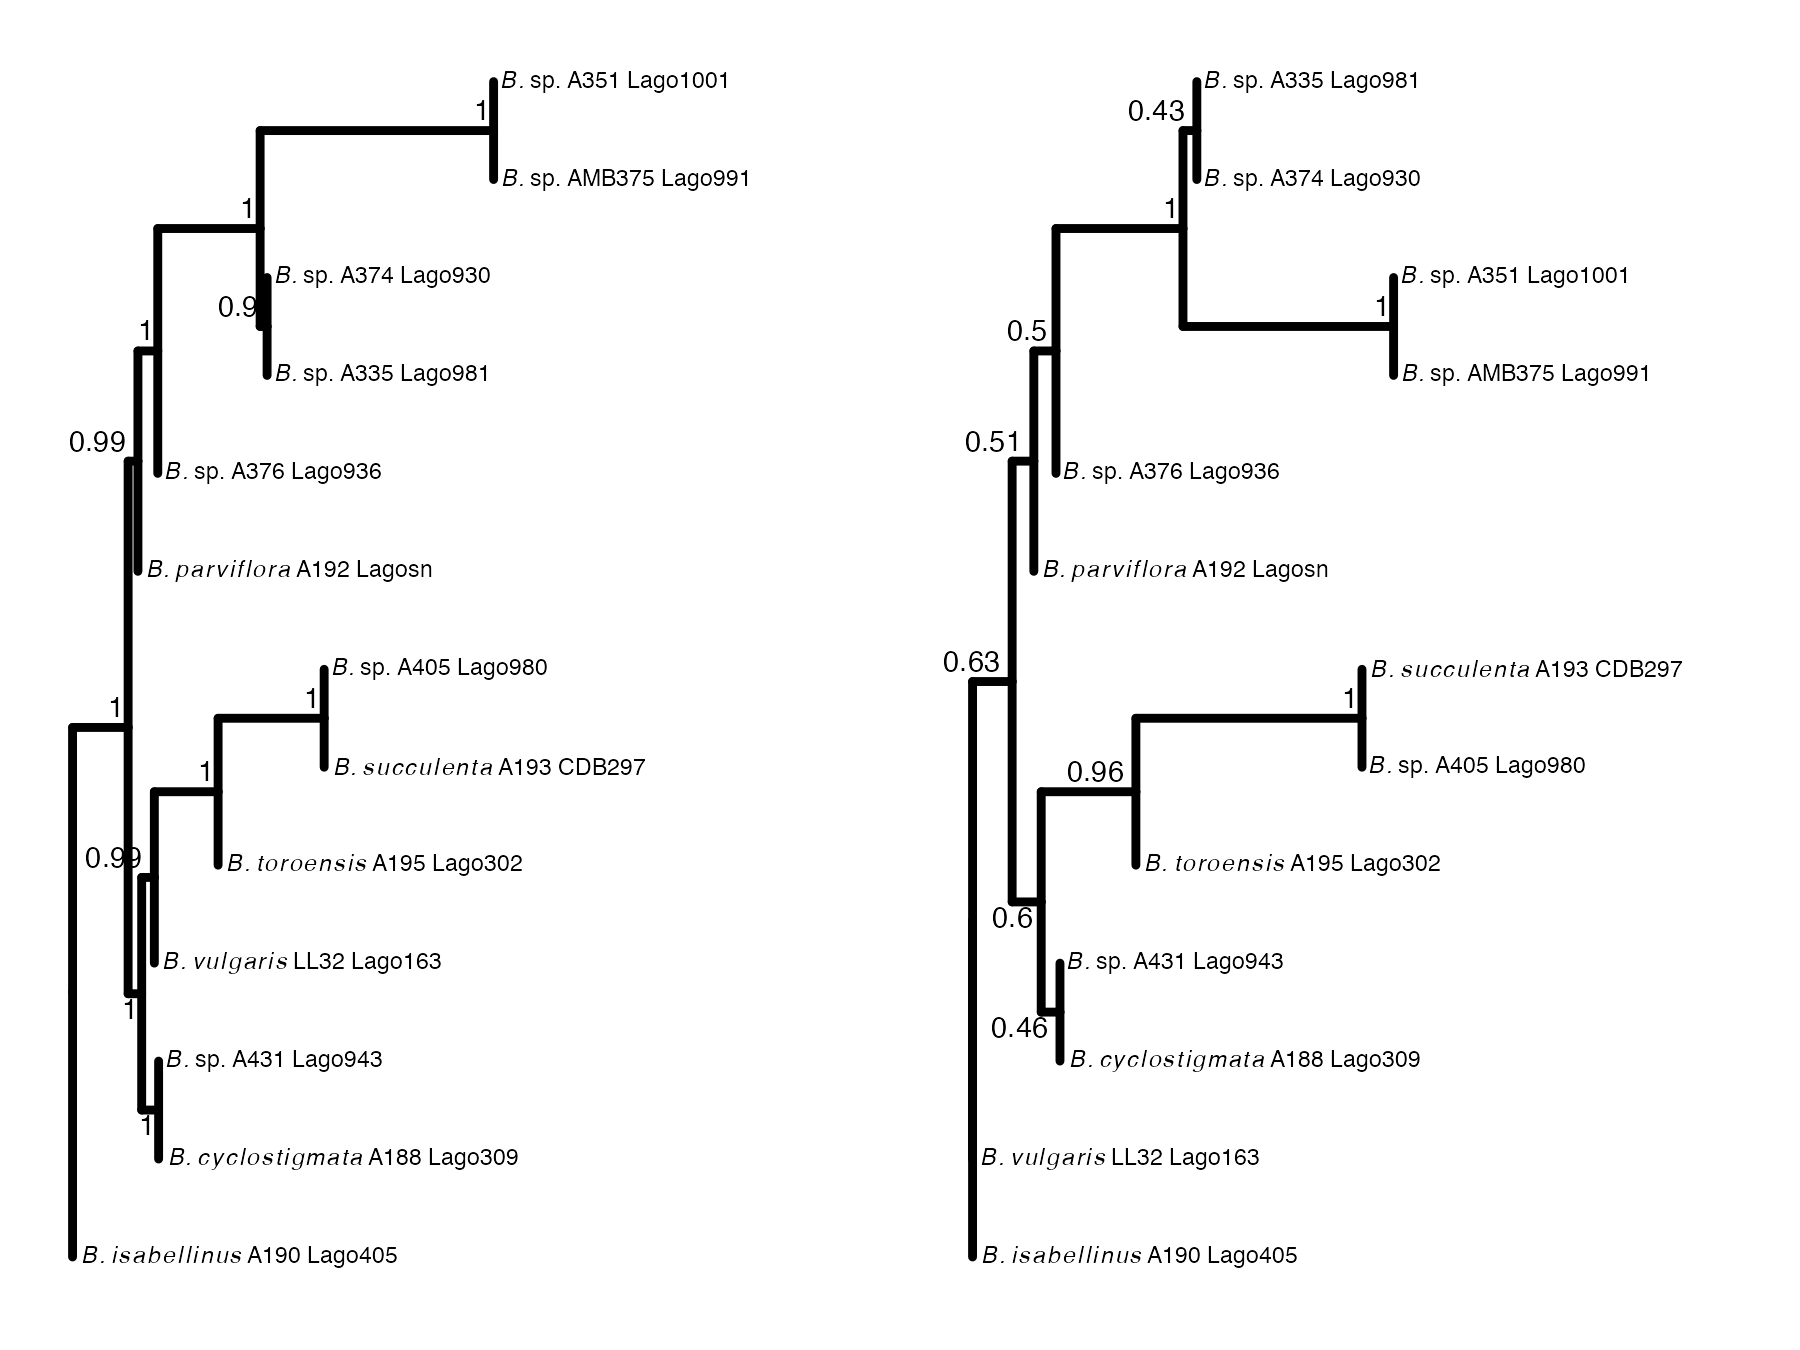 B. sp. A351 Lago1001
1
B. sp. AMB375 Lago991
1
B. sp. A374 Lago930
0.9
B. sp. A335 Lago981
1
0.99
B. sp. A376 Lago936
B. parviflora A192 Lagosn
B. sp. A405 Lago980
1
1
B. succulenta A193 CDB297
1
0.99
B. toroensis A195 Lago302
B. vulgaris LL32 Lago163
1
B. sp. A431 Lago943
1
B. cyclostigmata A188 Lago309
B. isabellinus A190 Lago405
B. sp. A335 Lago981
0.43
B. sp. A374 Lago930
1
B. sp. A351 Lago1001
1
0.5
B. sp. AMB375 Lago991
0.51
B. sp. A376 Lago936
B. parviflora A192 Lagosn
0.63
B. succulenta A193 CDB297
1
0.96
B. sp. A405 Lago980
B. toroensis A195 Lago302
0.6
B. sp. A431 Lago943
0.46
B. cyclostigmata A188 Lago309
B. vulgaris LL32 Lago163
B. isabellinus A190 Lago405